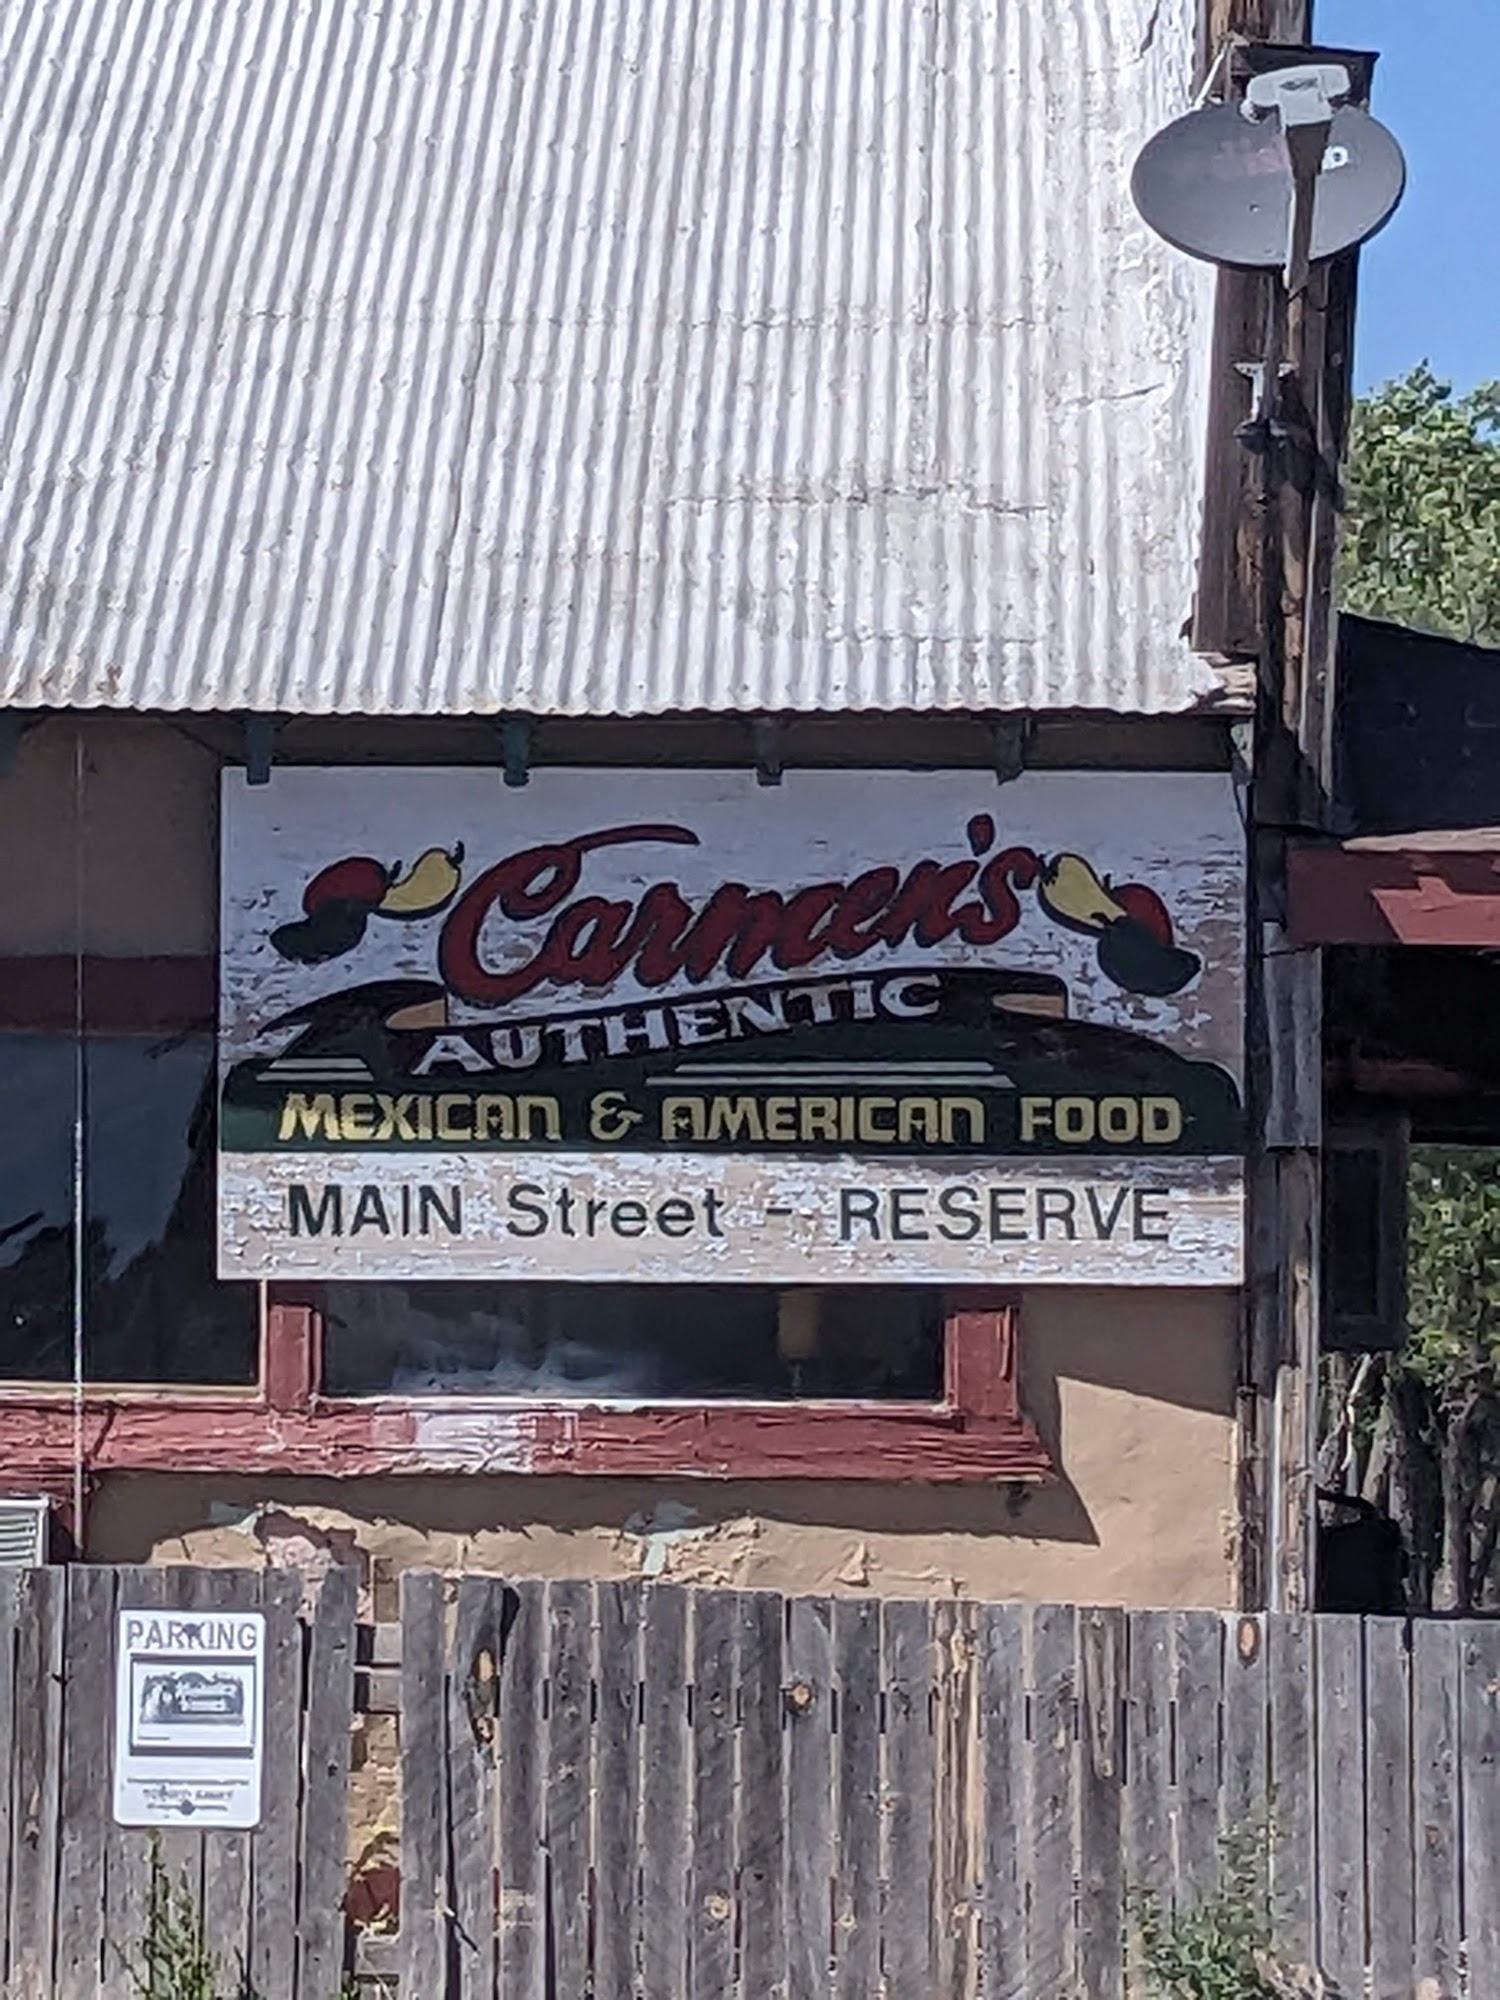 Carmen's
AUTHENTIC
MEXICAN & AMERICAN FOOD
MAIN Street - RESERVE
PARKING